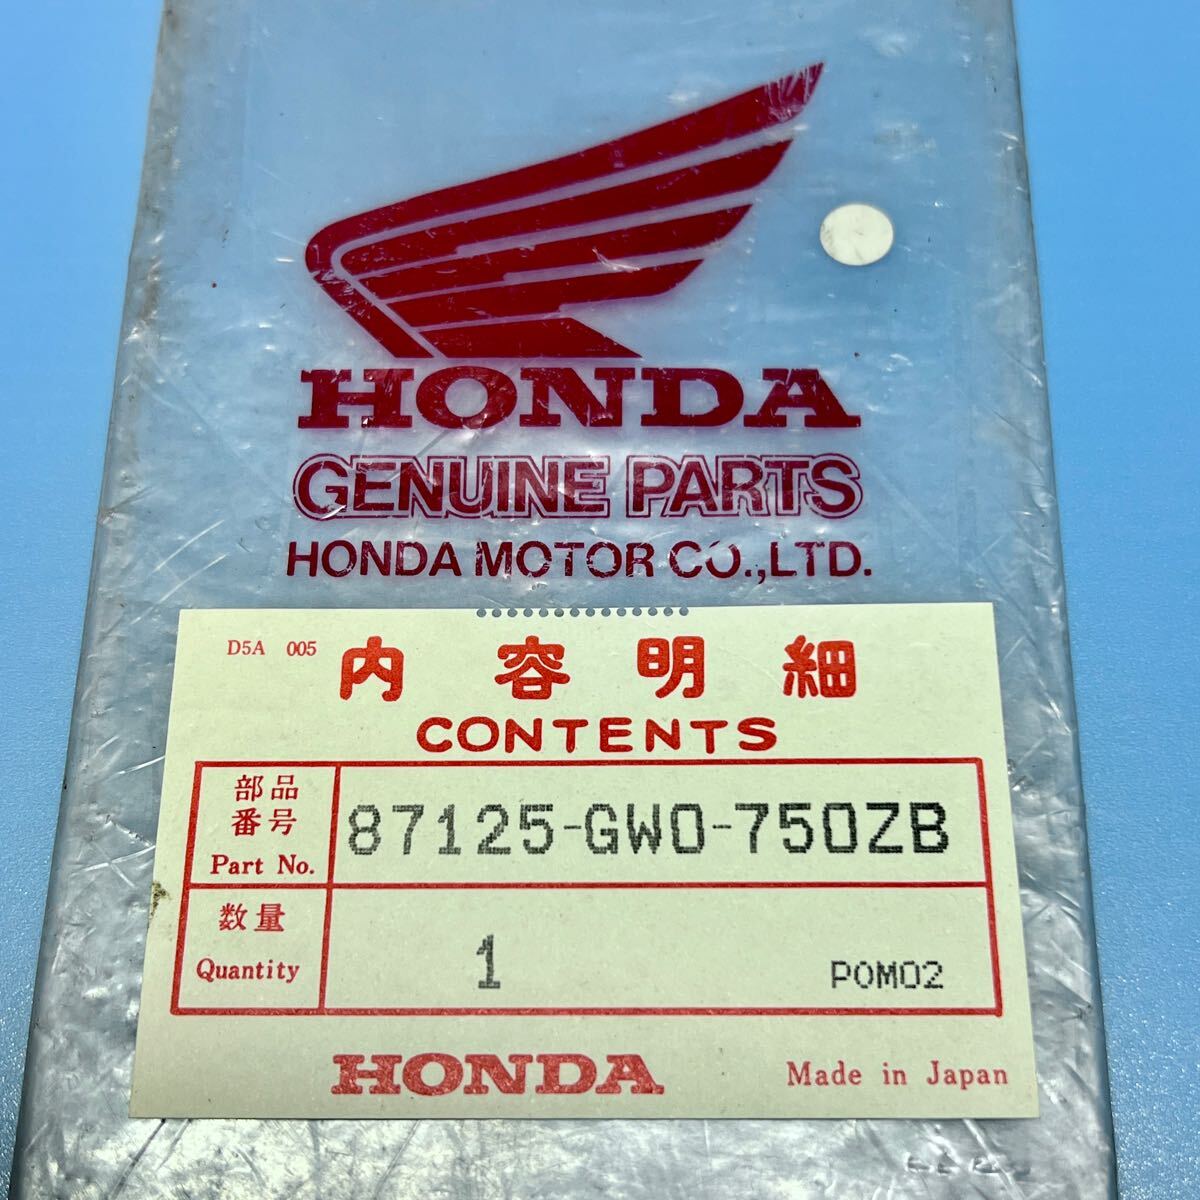 HONDA
GENUINE PARTS
HONDA MOTOR CO.,LTD.
D5A 005
内容明細
CONTENTS
部品
番号
Part No.
87125-GW0-750ZB
数量
Quantity
1
P0M02
HONDA
Made in Japan